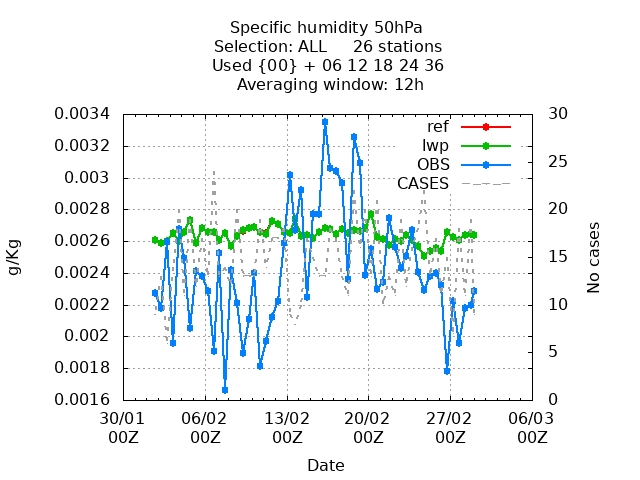 Specific humidity 50hPa
Selection: ALL 26 stations
Used {00} + 06 12 18 24 36
Averaging window: 12h
ref
lwp
OBS
CASES
0.0034
0.0032
0.003
0.0028
0.0026
0.0024
0.0022
0.002
0.0018
0.0016
g/Kg
30
25
20
15
10
5
0
No cases
30/01 06/02 13/02 20/02 27/02 06/03
00Z 00Z 00Z 00Z 00Z 00Z
Date